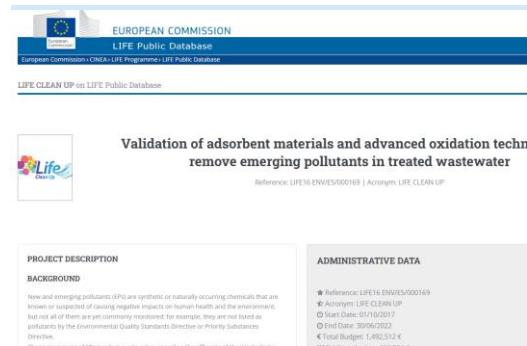 EUROPEAN COMMISSION
LIFE Public Database
European Commission > CINEA > LIFE Programme > LIFE Public Database
LIFE CLEAN UP on LIFE Public Database
Life
Clean Up
Validation of adsorbent materials and advanced oxidation techn
remove emerging pollutants in treated wastewater
Reference: LIFE16 ENV/ES/000169 | Acronym: LIFE CLEAN UP
PROJECT DESCRIPTION
BACKGROUND
New and emerging pollutants (EPs) are synthetic or naturally occurring chemicals that are
known or suspected of causing negative impacts on human health and the environment,
but not all of them are yet commonly monitored: for example, they are not listed as
pollutants by the Environmental Quality Standards Directive or Priority Substances
Directive.
ADMINISTRATIVE DATA
Reference: LIFE16 ENV/ES/000169
Acronym: LIFE CLEAN UP
Start Date: 01/10/2017
End Date: 30/06/2022
€ Total Budget: 1,492,512 €